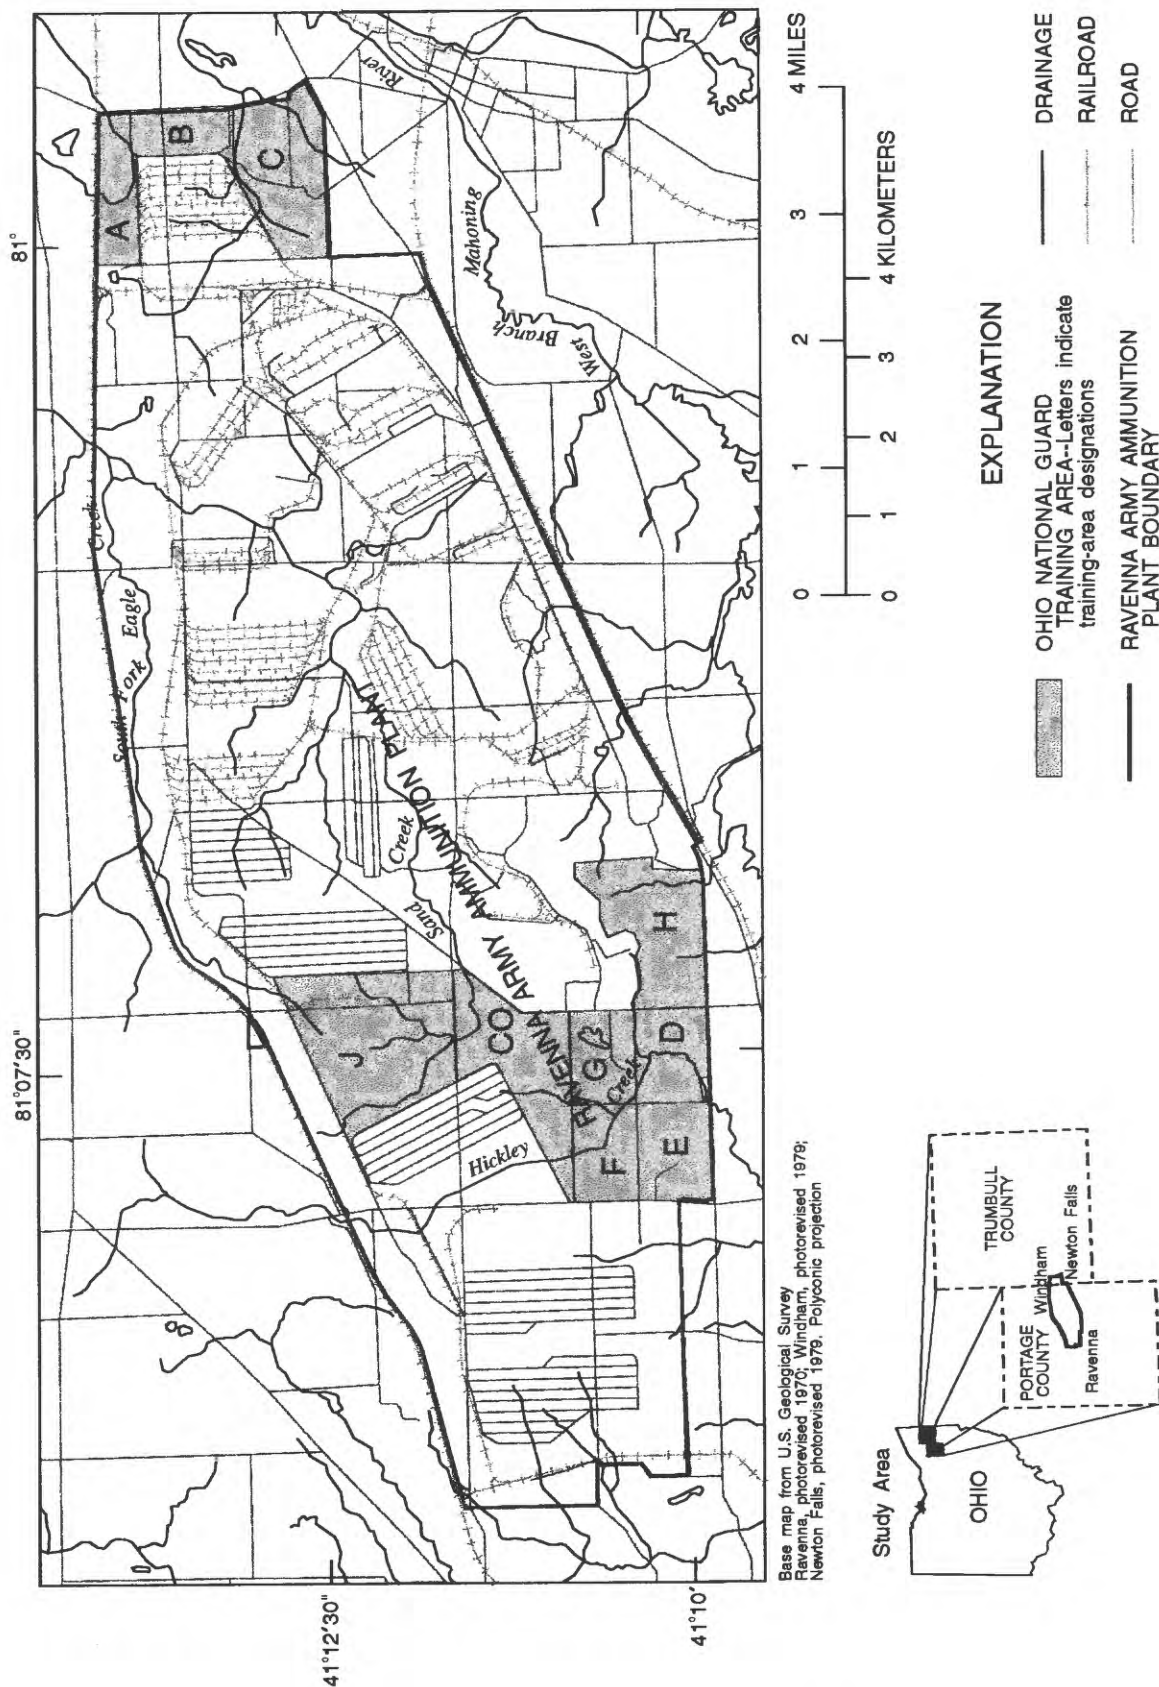 81°07'30"
81°
41°12'30"
41°10'
South Fork Eagle Creek
A
B
C
J
CO
F
G
E
D
H
RAVENNA ARMY AMMUNITION PLANT
Sand Creek
Hickley Creek
West Branch Mahoning River
Base map from U.S. Geological Survey
Ravenna, photorevised 1970; Windham, photorevised 1979;
Newton Falls, photorevised 1979. Polyconic projection
0 1 2 3 4 MILES
0 1 2 3 4 KILOMETERS
Study Area
OHIO
TRUMBULL
COUNTY
PORTAGE
COUNTY
Windham
Newton Falls
Ravenna
EXPLANATION
OHIO NATIONAL GUARD
TRAINING AREA--Letters indicate
training-area designations
RAVENNA ARMY AMMUNITION
PLANT BOUNDARY
DRAINAGE
RAILROAD
ROAD